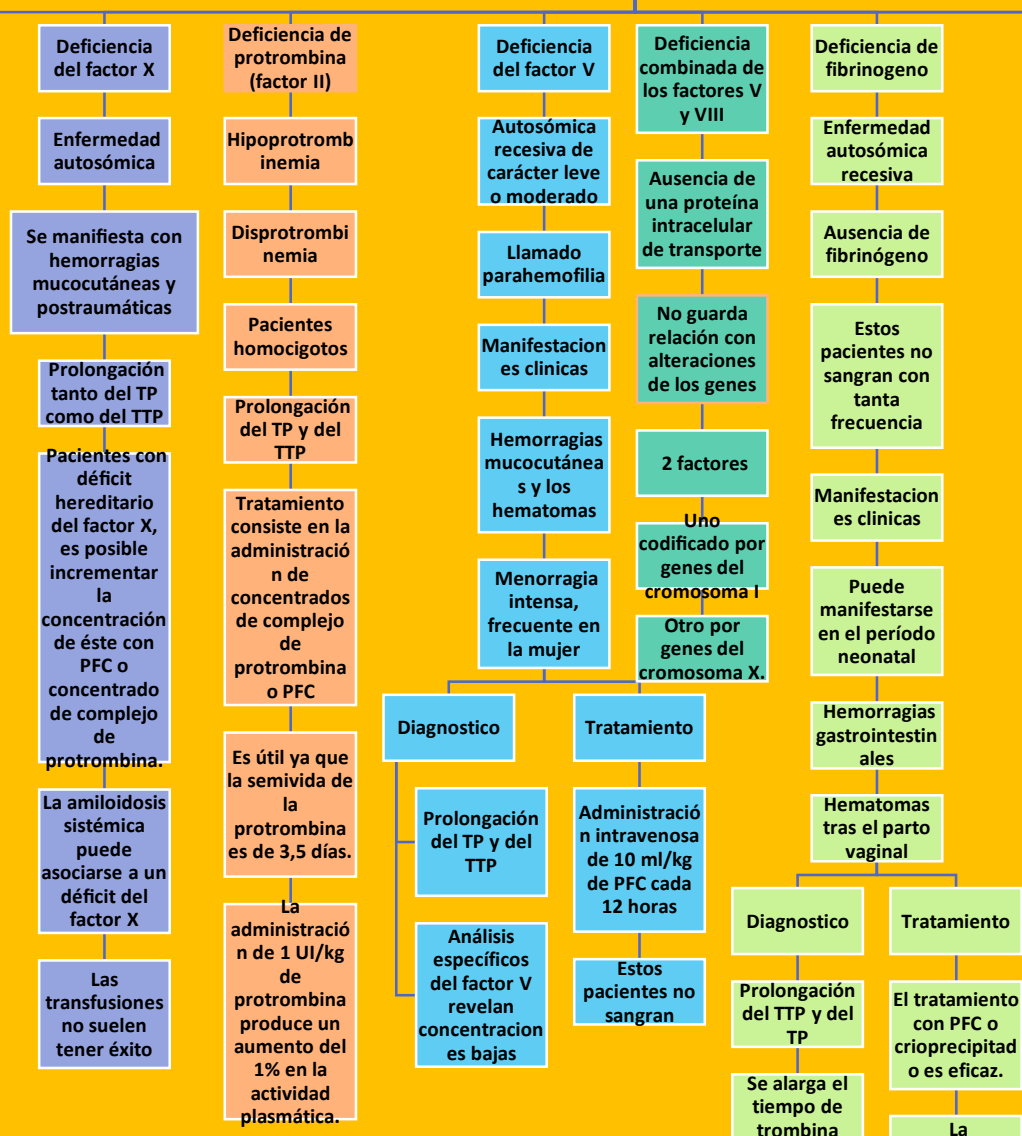 Deficiencia
del factor X
Enfermedad
autosómica
Se manifiesta con
hemorragias
mucocutáneas y
postraumáticas
Prolongación
tanto del TP
como del TTP
Pacientes con
déficit
hereditario
del factor X,
es posible
incrementar
la
concentración
de éste con
PFC o
concentrado
de complejo
de
protrombina.
La amiloidosis
sistémica
puede
asociarse a un
déficit del
factor X
Las
transfusiones
no suelen
tener éxito
Deficiencia de
protrombina
(factor II)
Hipoprotromb
inemia
Disprotrombi
nemia
Pacientes
homocigotos
Prolongación
del TP y del
TTP
Tratamiento
consiste en la
administració
n de
concentrados
de complejo
de
protrombina
o PFC
Es útil ya que
la semivida de
la
protrombina
es de 3,5 días.
La
administració
n de 1 UI/kg
de
protrombina
produce un
aumento del
1% en la
actividad
plasmática.
Deficiencia
del factor V
Autosómica
recesiva de
carácter leve
o moderado
Llamado
parahemofilia
Manifestacion
es clinicas
Hemorragias
mucocutánea
s y los
hematomas
Menorragia
intensa,
frecuente en
la mujer
Diagnostico
Prolongación
del TP y del
TTP
Análisis
específicos
del factor V
revelan
concentracion
es bajas
Tratamiento
Administració
n intravenosa
de 10 ml/kg
de PFC cada
12 horas
Estos
pacientes no
sangran
Deficiencia
combinada de
los factores V
y VIII
Ausencia de
una proteína
intracelular
de transporte
No guarda
relación con
alteraciones
de los genes
2 factores
Uno
codificado por
genes del
cromosoma I
Otro por
genes del
cromosoma X.
Deficiencia de
fibrinogeno
Enfermedad
autosómica
recesiva
Ausencia de
fibrinógeno
Estos
pacientes no
sangran con
tanta
frecuencia
Manifestacion
es clinicas
Puede
manifestarse
en el período
neonatal
Hemorragias
gastrointestin
ales
Hematomas
tras el parto
vaginal
Diagnostico
Prolongación
del TTP y del
TP
Se alarga el
tiempo de
trombina
Tratamiento
El tratamiento
con PFC o
crioprecipitad
o es eficaz.
La